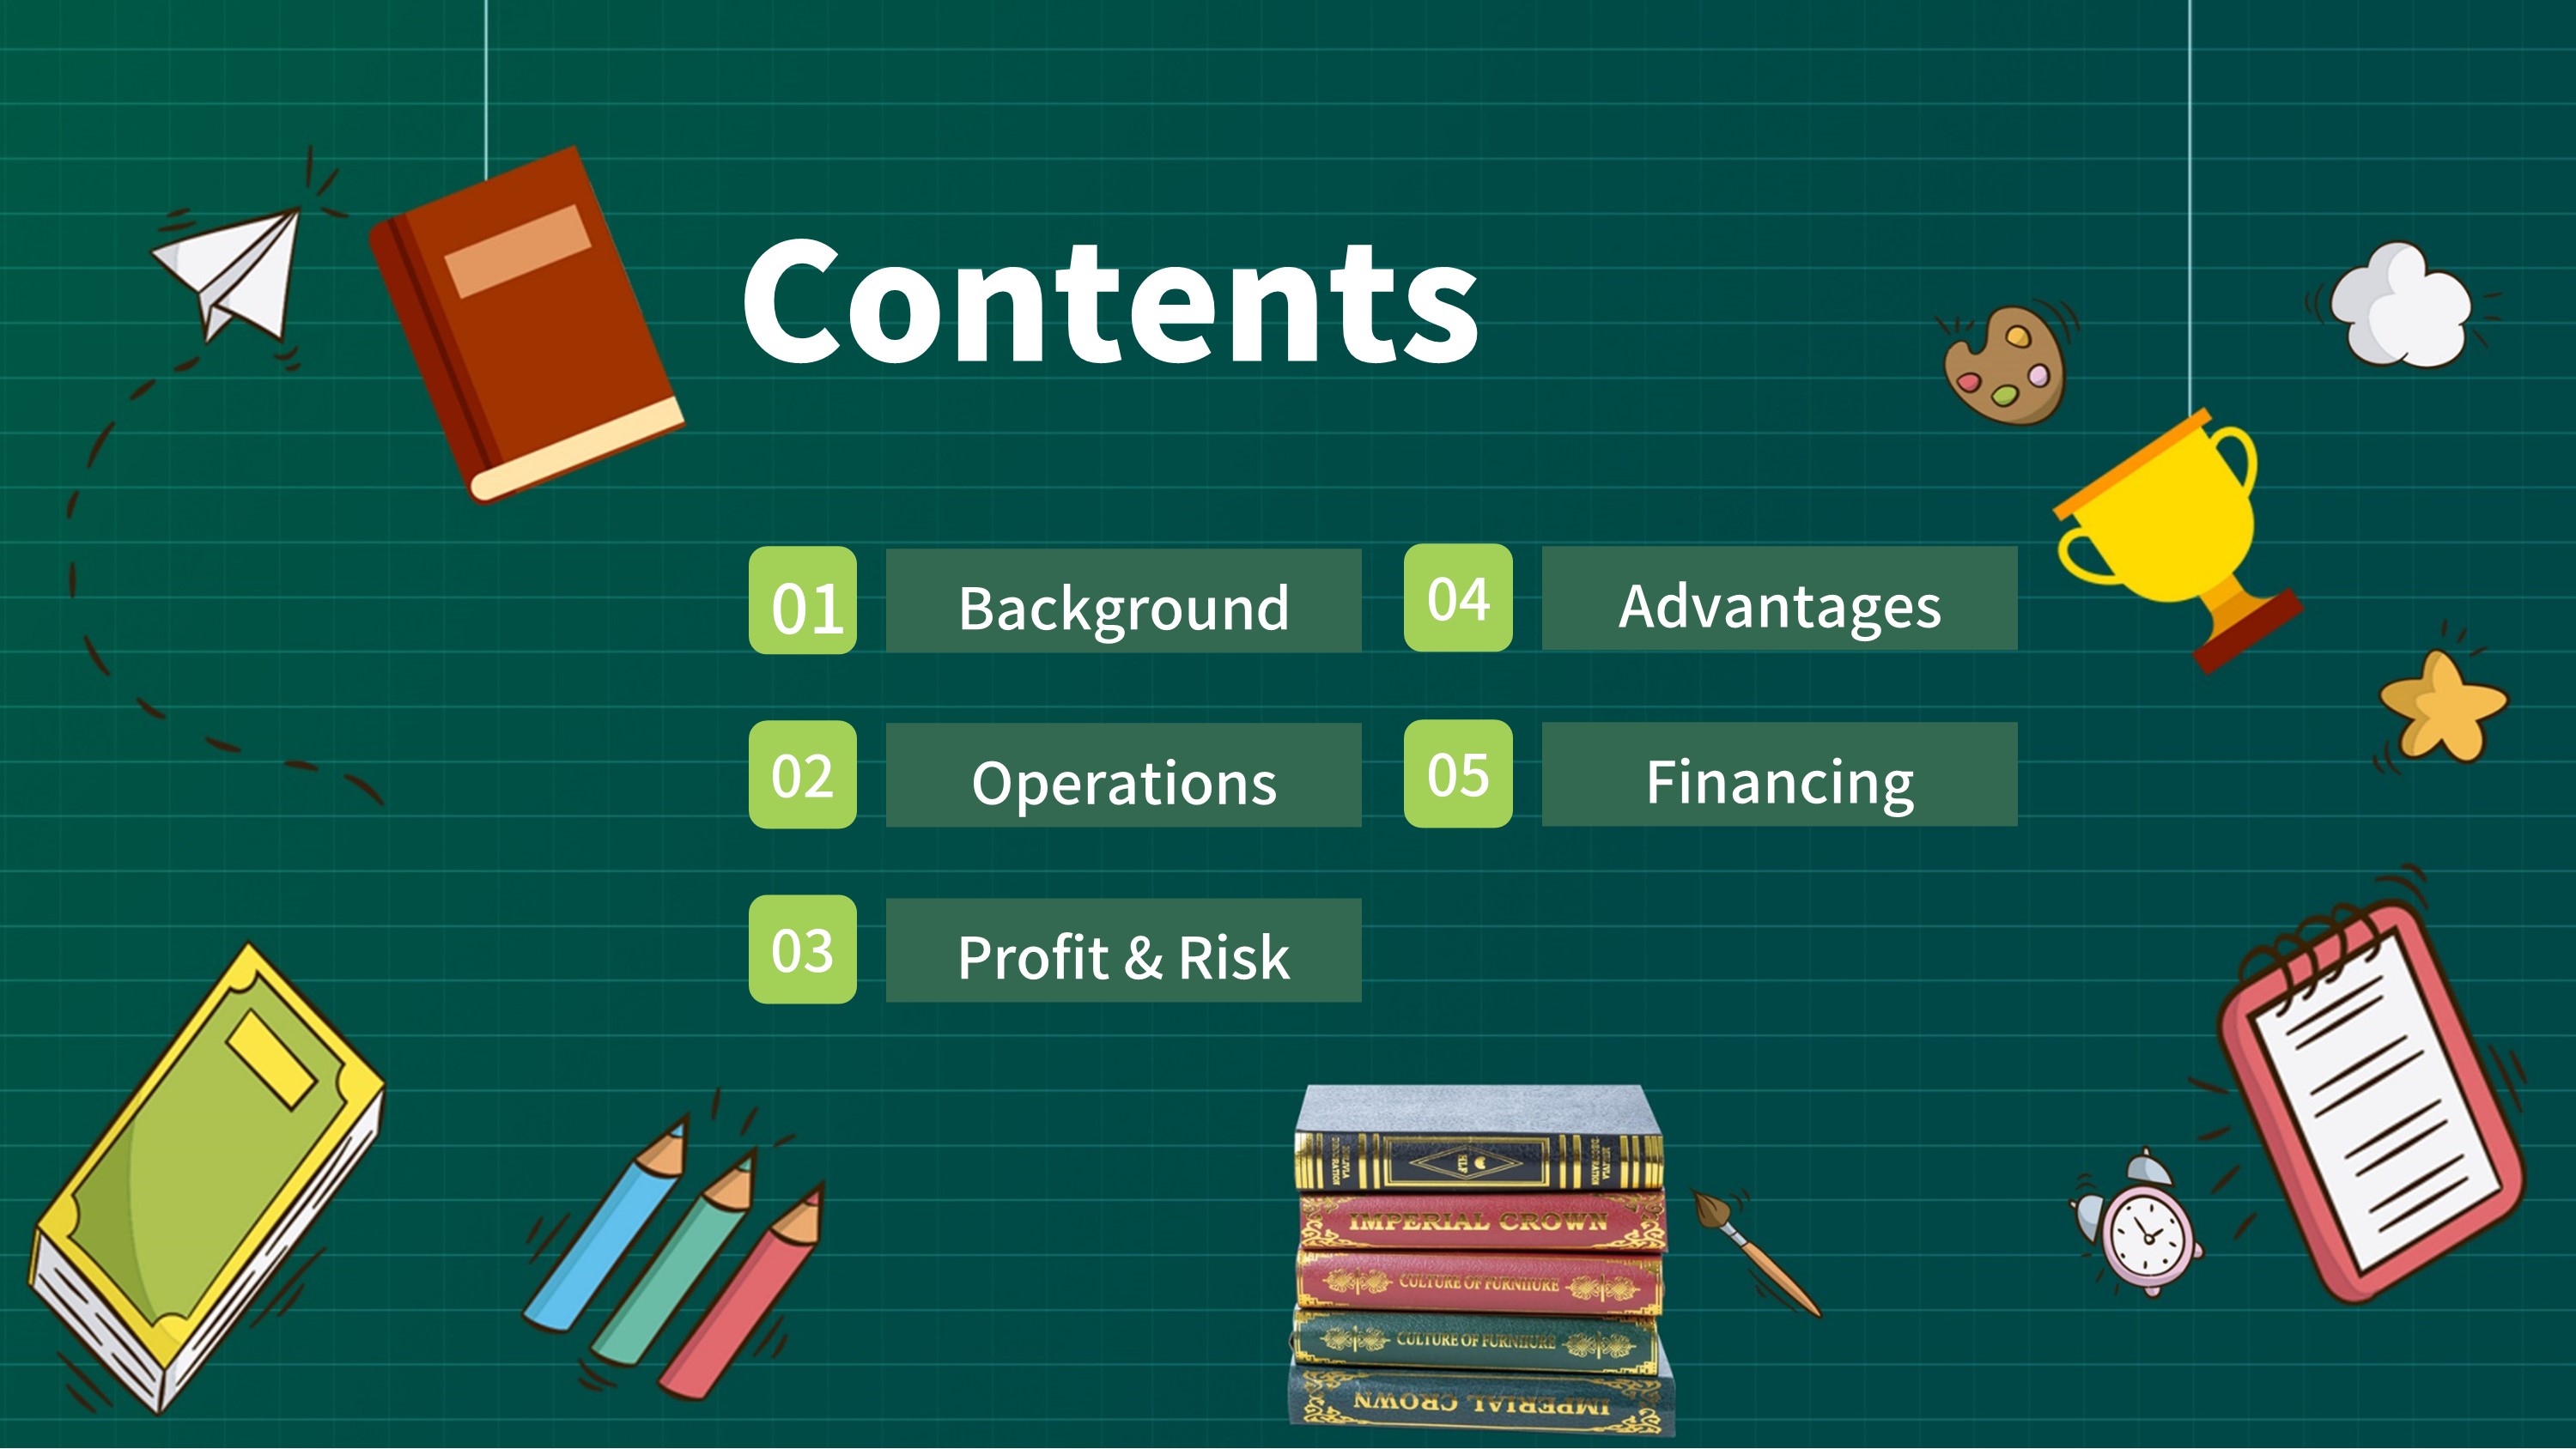 Contents
01 Background
02 Operations
03 Profit & Risk
04 Advantages
05 Financing
IMPERIAL CROWN
CULTURE OF FURNITURE
CULTURE OF FURNITURE
IMPERIAL CROWN